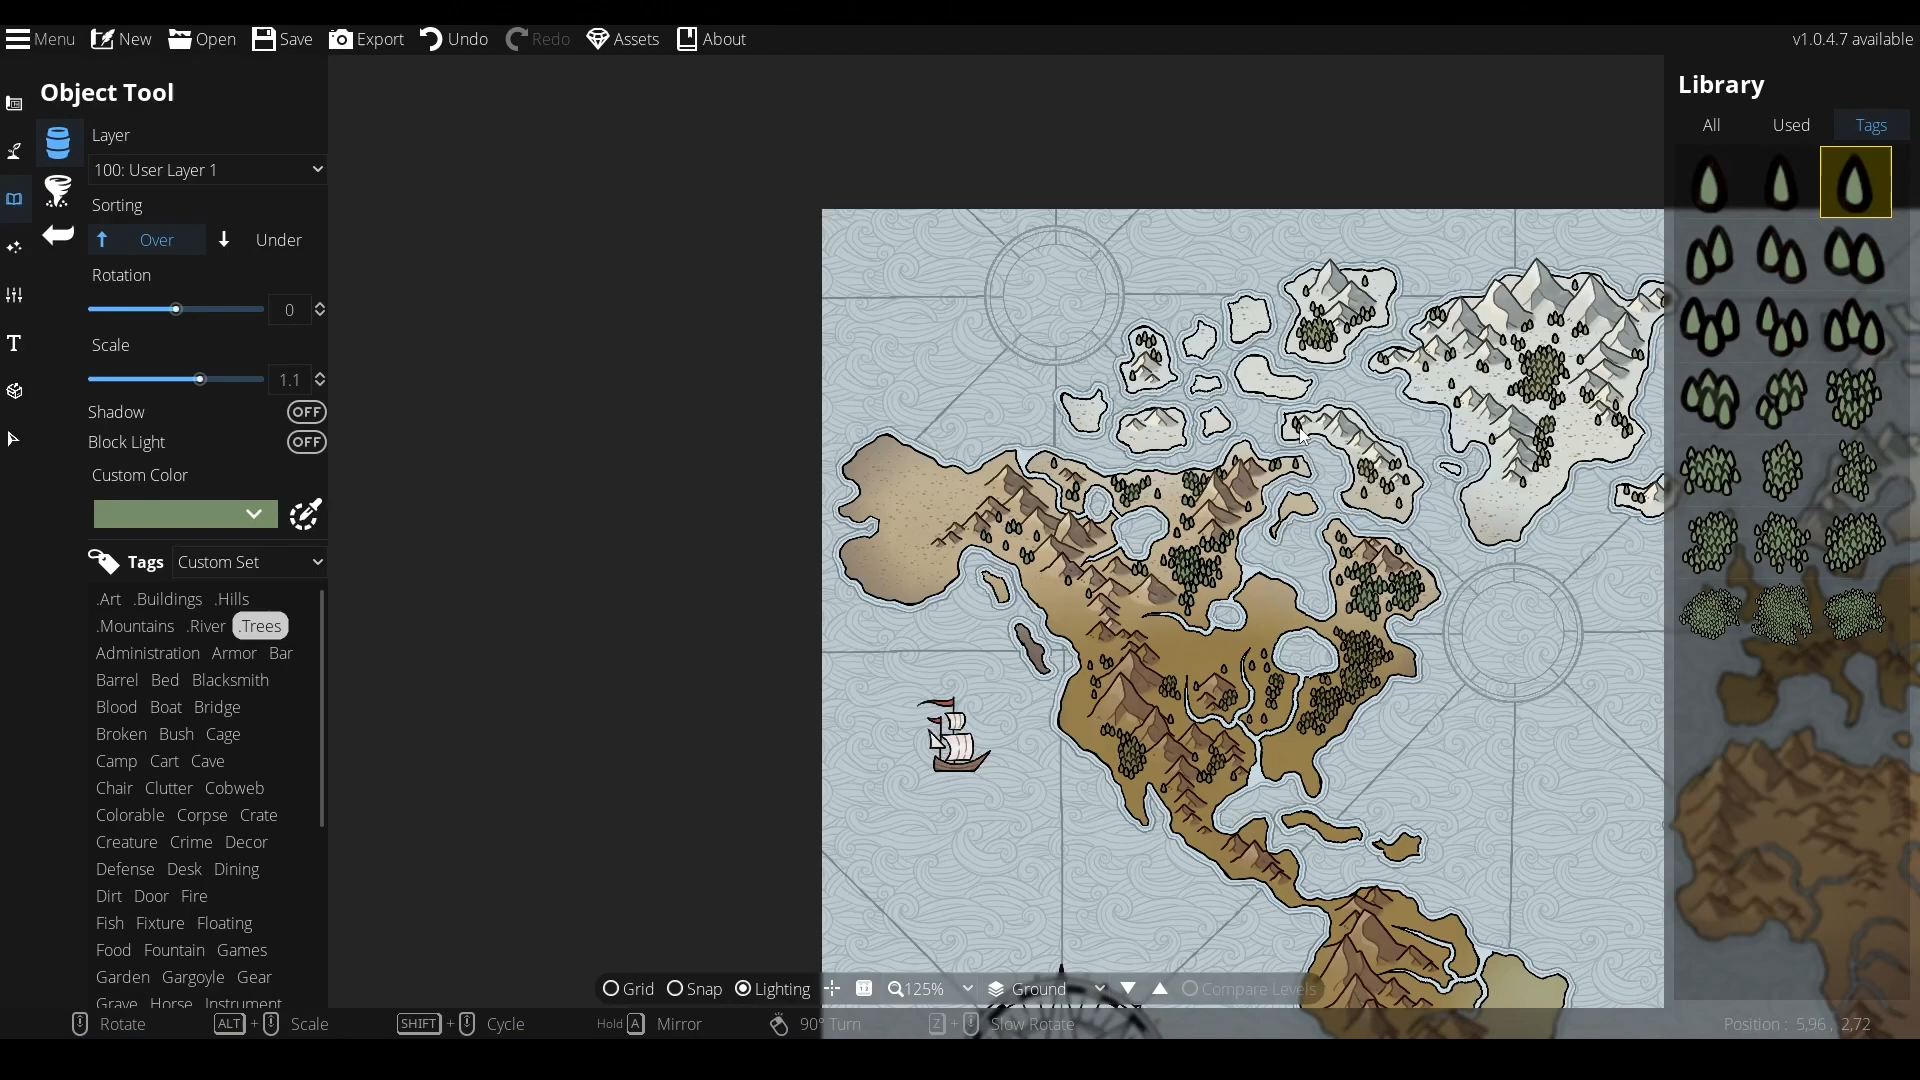 Menu New Open Save Export Undo Redo Assets About v1.0.4.7 available
Object Tool
Layer
100: User Layer 1
Sorting
Over Under
Rotation
0
Scale
1.1
Shadow OFF
Block Light OFF
Custom Color
Tags Custom Set
.Art .Buildings .Hills
.Mountains .River .Trees
Administration Armor Bar
Barrel Bed Blacksmith
Blood Boat Bridge
Broken Bush Cage
Camp Cart Cave
Chair Clutter Cobweb
Colorable Corpse Crate
Creature Crime Decor
Defense Desk Dining
Dirt Door Fire
Fish Fixture Floating
Food Fountain Games
Garden Gargoyle Gear
Grave Horse Instrument
Library
All Used Tags
Grid Snap Lighting 125% Ground Compare Levels
Rotate ALT + Scale SHIFT + Cycle Hold A Mirror 90° Turn Z + Slow Rotate Position : 5,96 , 2,72